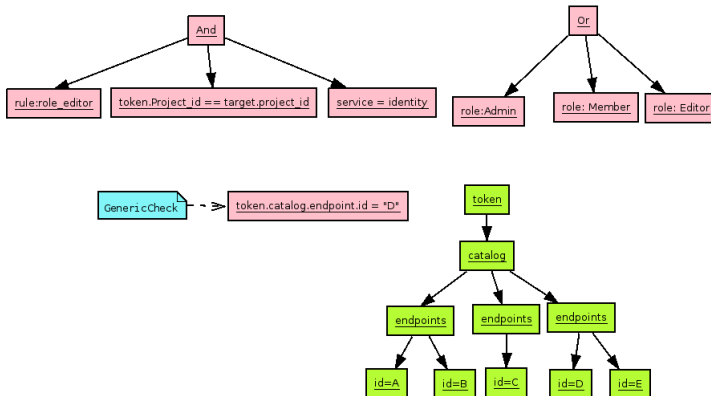 And
Or
rule:role_editor
token.Project_id == target.project_id
service = identity
role:Admin
role: Member
role: Editor
GenericCheck
token.catalog.endpoint.id = "D"
token
catalog
endpoints
endpoints
endpoints
id=A
id=B
id=C
id=D
id=E